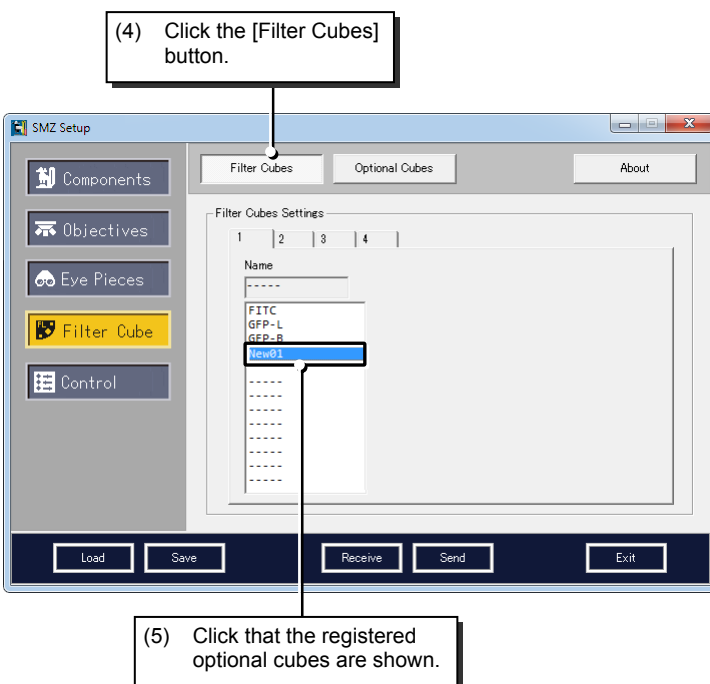 (4) Click the [Filter Cubes]
button.
SMZ Setup
Components
Objectives
Eye Pieces
Filter Cube
Control
Filter Cubes
Optional Cubes
About
Filter Cubes Settings
1 2 3 4
Name
-----
FITC
GFP-L
GFP-B
New01
-----
-----
-----
-----
-----
-----
-----
-----
Load
Save
Receive
Send
Exit
(5) Click that the registered
optional cubes are shown.